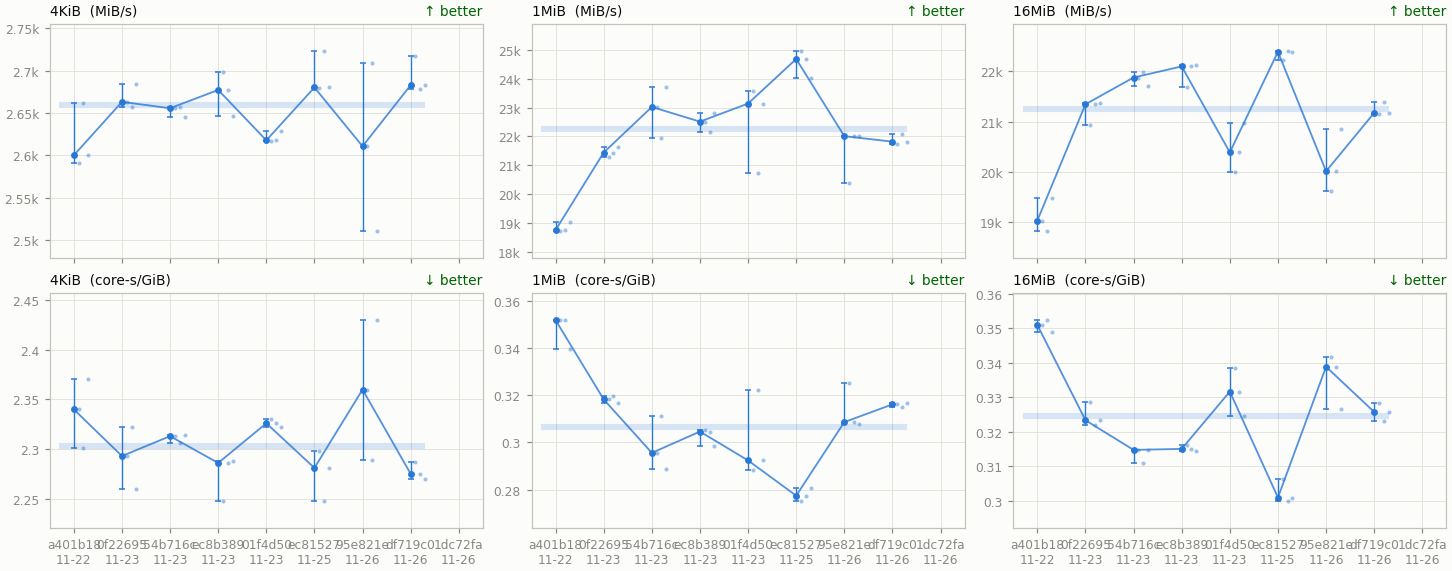 4KiB (MiB/s) ↑ better
2.75k
2.7k
2.65k
2.6k
2.55k
2.5k
1MiB (MiB/s) ↑ better
25k
24k
23k
22k
21k
20k
19k
18k
16MiB (MiB/s) ↑ better
22k
21k
20k
19k
4KiB (core-s/GiB) ↓ better
2.45
2.4
2.35
2.3
2.25
a401b18 0f22695 54b716c ec8b389 01f4d50 ec81527 95e821e df719c0 1dc72fa
11-22 11-23 11-23 11-23 11-23 11-25 11-26 11-26 11-26
1MiB (core-s/GiB) ↓ better
0.36
0.34
0.32
0.3
0.28
a401b18 0f22695 54b716c ec8b389 01f4d50 ec81527 95e821e df719c0 1dc72fa
11-22 11-23 11-23 11-23 11-23 11-25 11-26 11-26 11-26
16MiB (core-s/GiB) ↓ better
0.36
0.35
0.34
0.33
0.32
0.31
0.3
a401b18 0f22695 54b716c ec8b389 01f4d50 ec81527 95e821e df719c0 1dc72fa
11-22 11-23 11-23 11-23 11-23 11-25 11-26 11-26 11-26